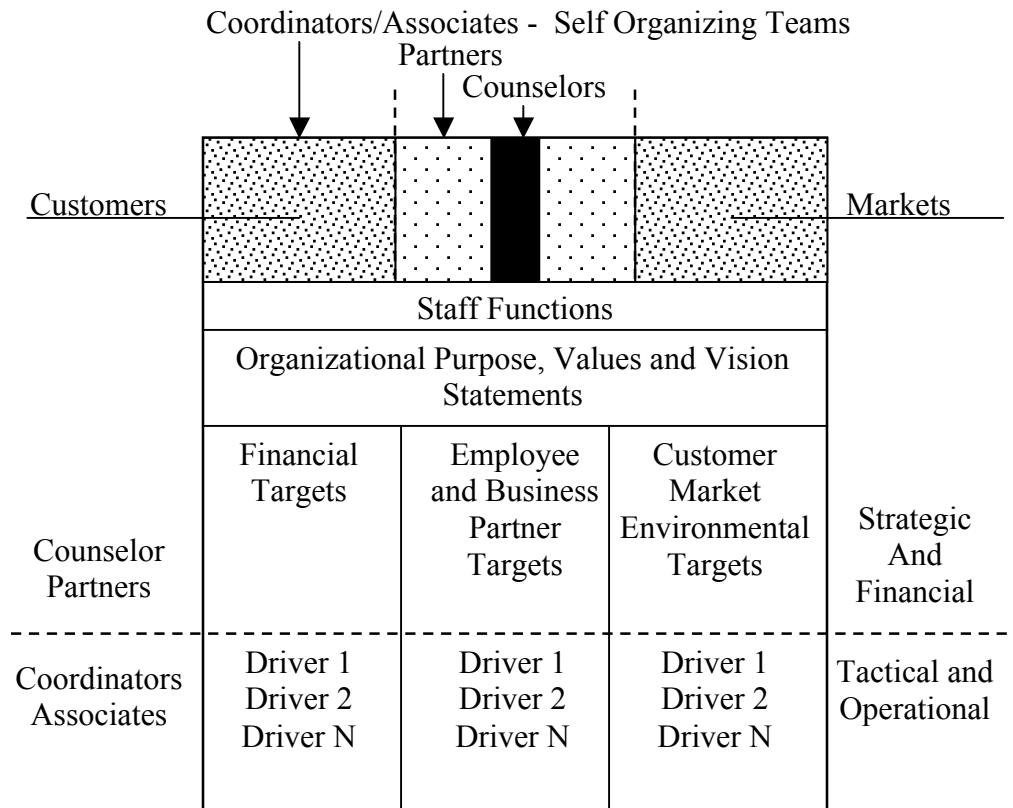 Coordinators/Associates - Self Organizing Teams
Partners
Counselors
Customers
Markets
Staff Functions
Organizational Purpose, Values and Vision
Statements
Financial
Targets
Employee
and Business
Partner
Targets
Customer
Market
Environmental
Targets
Counselor
Partners
Strategic
And
Financial
Coordinators
Associates
Driver 1
Driver 2
Driver N
Driver 1
Driver 2
Driver N
Driver 1
Driver 2
Driver N
Tactical and
Operational